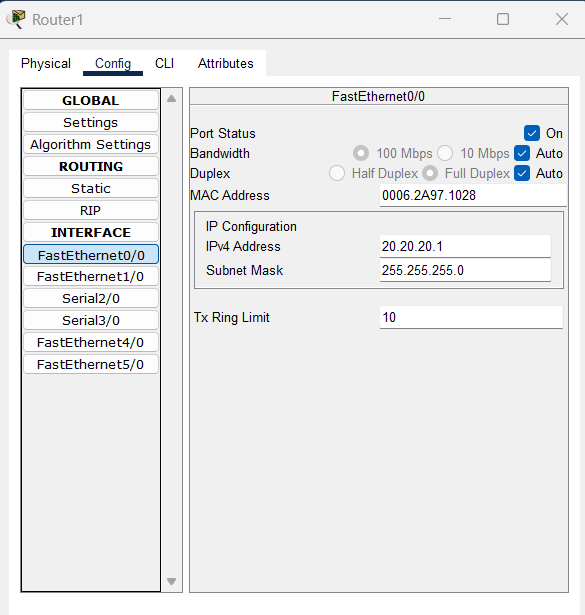 Router1
Physical Config CLI Attributes
GLOBAL
Settings
Algorithm Settings
ROUTING
Static
RIP
INTERFACE
FastEthernet0/0
FastEthernet1/0
Serial2/0
Serial3/0
FastEthernet4/0
FastEthernet5/0
FastEthernet0/0
Port Status On
Bandwidth 100 Mbps 10 Mbps Auto
Duplex Half Duplex Full Duplex Auto
MAC Address 0006.2A97.1028
IP Configuration
IPv4 Address 20.20.20.1
Subnet Mask 255.255.255.0
Tx Ring Limit 10